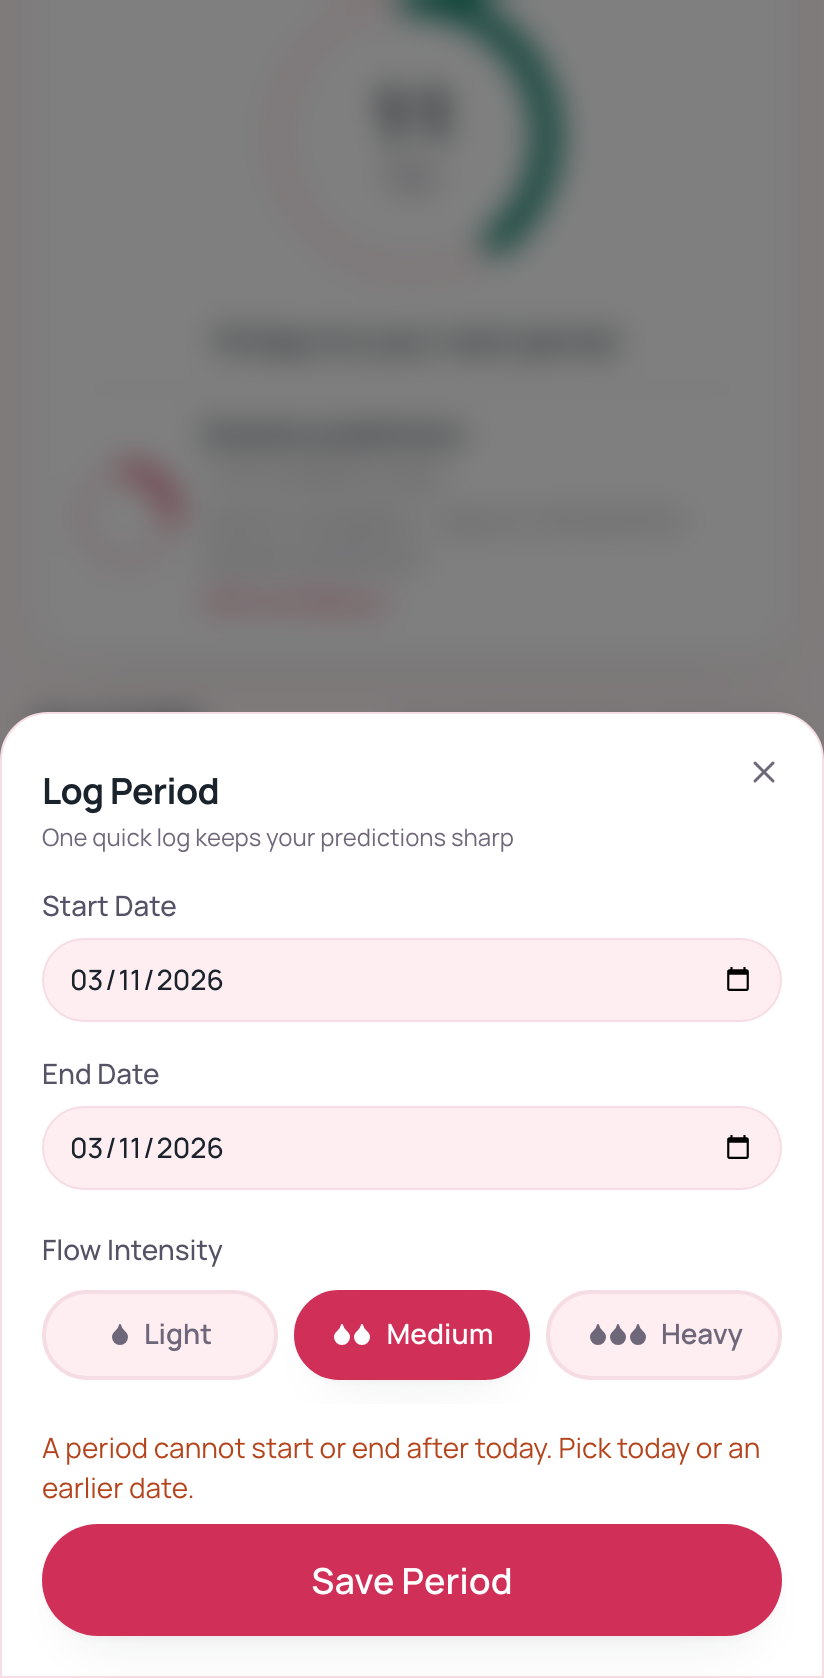 11
Log Period
One quick log keeps your predictions sharp
Start Date
03/11/2026
End Date
03/11/2026
Flow Intensity
Light
Medium
Heavy
A period cannot start or end after today. Pick today or an
earlier date.
Save Period